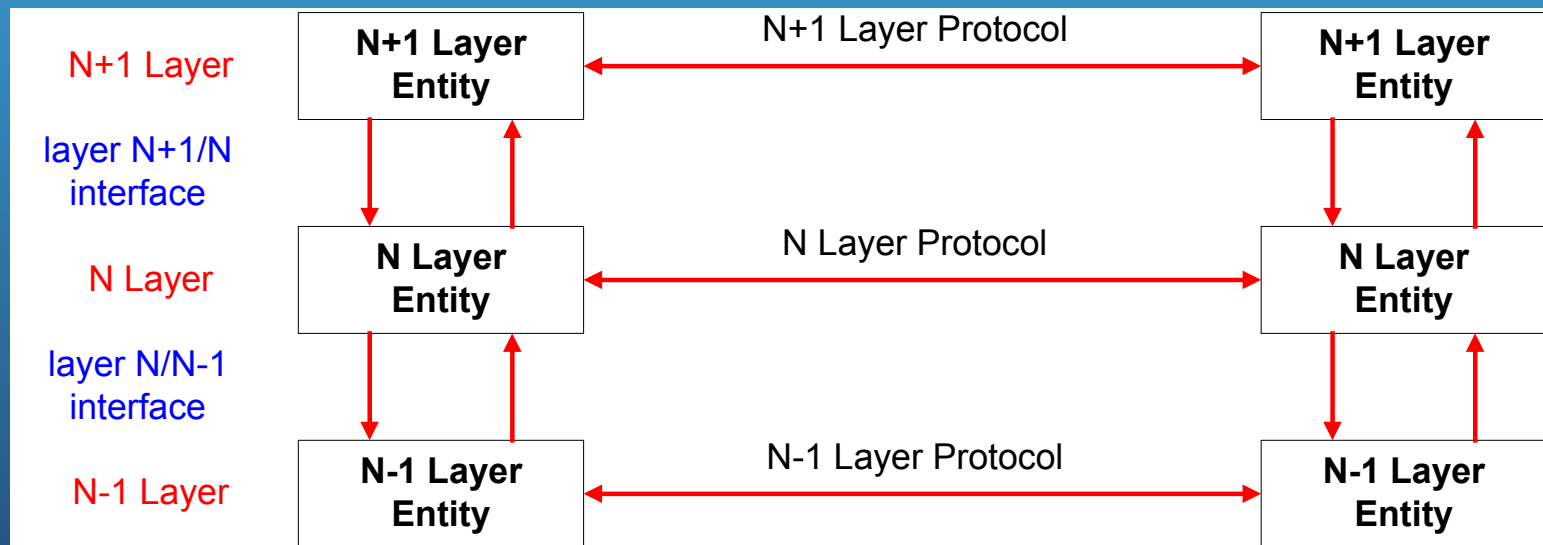 N+1 Layer
N+1 Layer
Entity
N+1 Layer Protocol
N+1 Layer
Entity
layer N+1/N
interface
N Layer
N Layer
Entity
N Layer Protocol
N Layer
Entity
layer N/N-1
interface
N-1 Layer
N-1 Layer
Entity
N-1 Layer Protocol
N-1 Layer
Entity